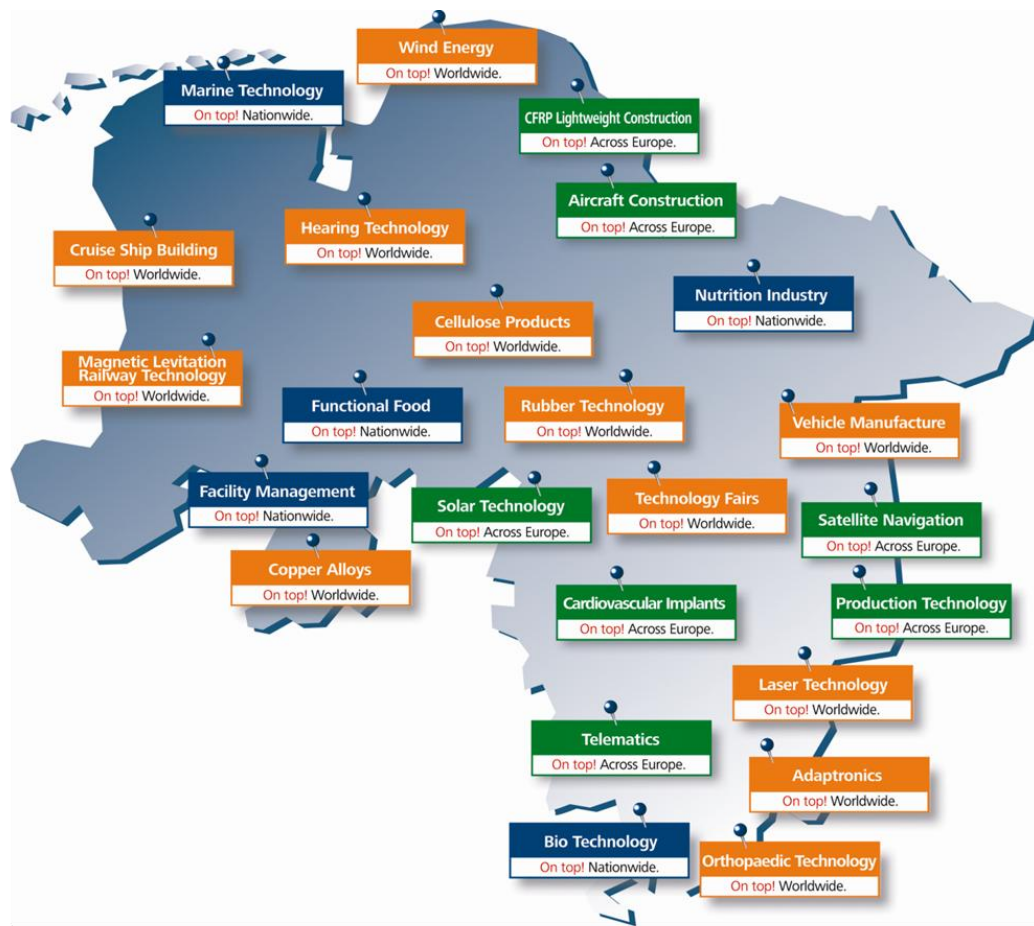 Wind Energy
On top! Worldwide.
Marine Technology
On top! Nationwide.
CFRP Lightweight Construction
On top! Across Europe.
Aircraft Construction
On top! Across Europe.
Hearing Technology
On top! Worldwide.
Cruise Ship Building
On top! Worldwide.
Nutrition Industry
On top! Nationwide.
Cellulose Products
On top! Worldwide.
Magnetic Levitation
Railway Technology
On top! Worldwide.
Functional Food
On top! Nationwide.
Rubber Technology
On top! Worldwide.
Vehicle Manufacture
On top! Worldwide.
Facility Management
On top! Nationwide.
Solar Technology
On top! Across Europe.
Technology Fairs
On top! Worldwide.
Satellite Navigation
On top! Across Europe.
Copper Alloys
On top! Worldwide.
Cardiovascular Implants
On top! Across Europe.
Production Technology
On top! Across Europe.
Laser Technology
On top! Worldwide.
Telematics
On top! Across Europe.
Adaptronics
On top! Worldwide.
Bio Technology
On top! Nationwide.
Orthopaedic Technology
On top! Worldwide.